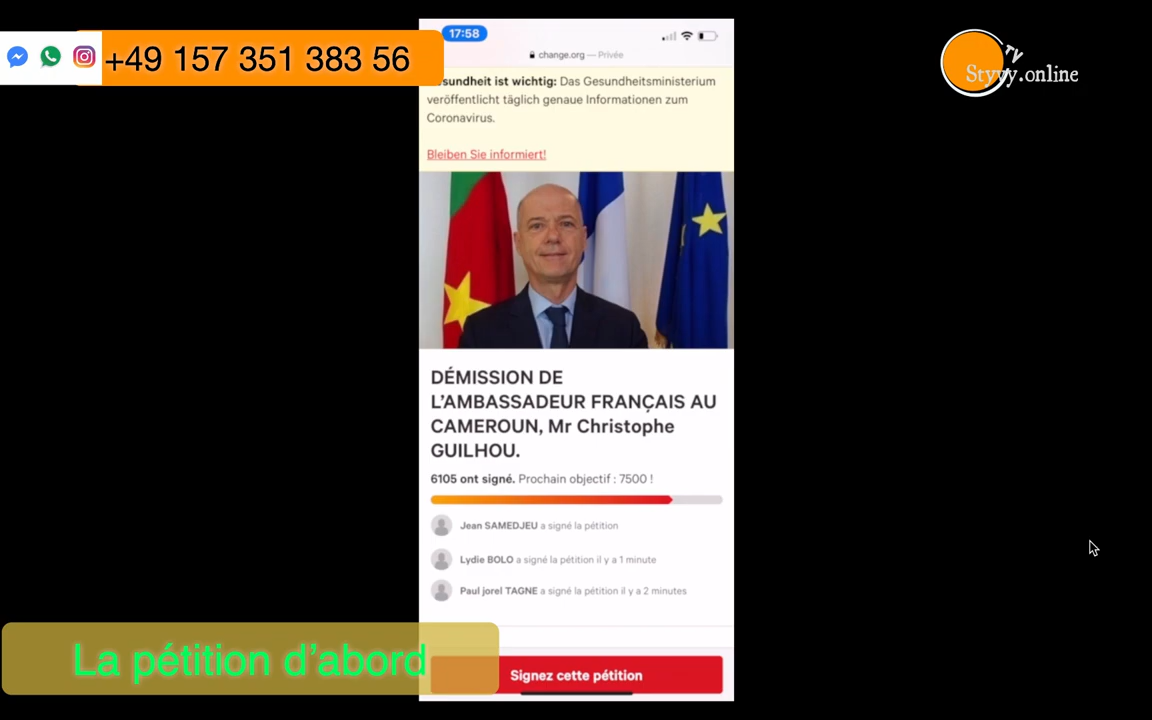 17:58
change.org — Privée
+49 157 351 383 56
TV
Styvy.online
sundheit ist wichtig: Das Gesundheitsministerium
veröffentlicht täglich genaue Informationen zum
Coronavirus.
Bleiben Sie informiert!
DÉMISSION DE
L'AMBASSADEUR FRANÇAIS AU
CAMEROUN, Mr Christophe
GUILHOU.
6105 ont signé. Prochain objectif : 7500 !
Jean SAMEDJEU a signé la pétition
Lydie BOLO a signé la pétition il y a 1 minute
Paul jorel TAGNE a signé la pétition il y a 2 minutes
La pétition d'abord
Signez cette pétition